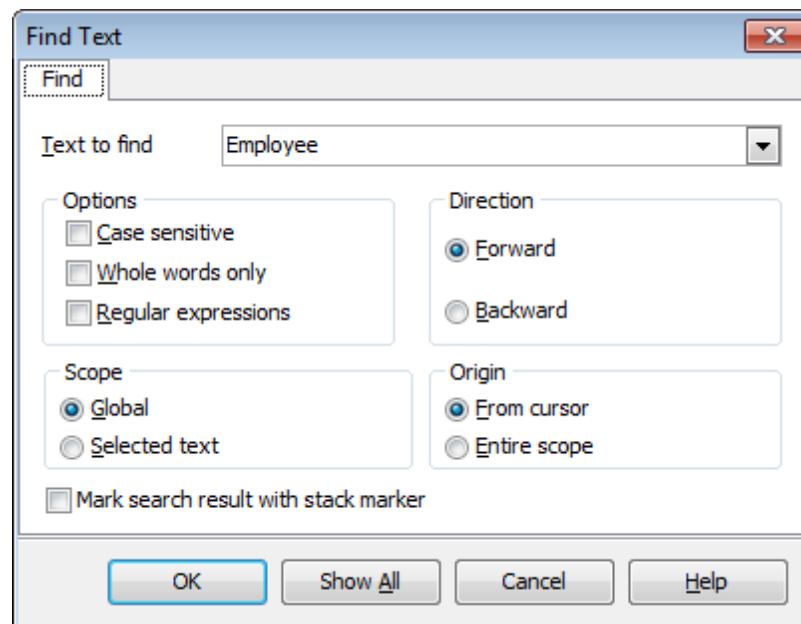 Find Text
Find
Text to find Employee
Options
Case sensitive
Whole words only
Regular expressions
Direction
Forward
Backward
Scope
Global
Selected text
Origin
From cursor
Entire scope
Mark search result with stack marker
OK Show All Cancel Help